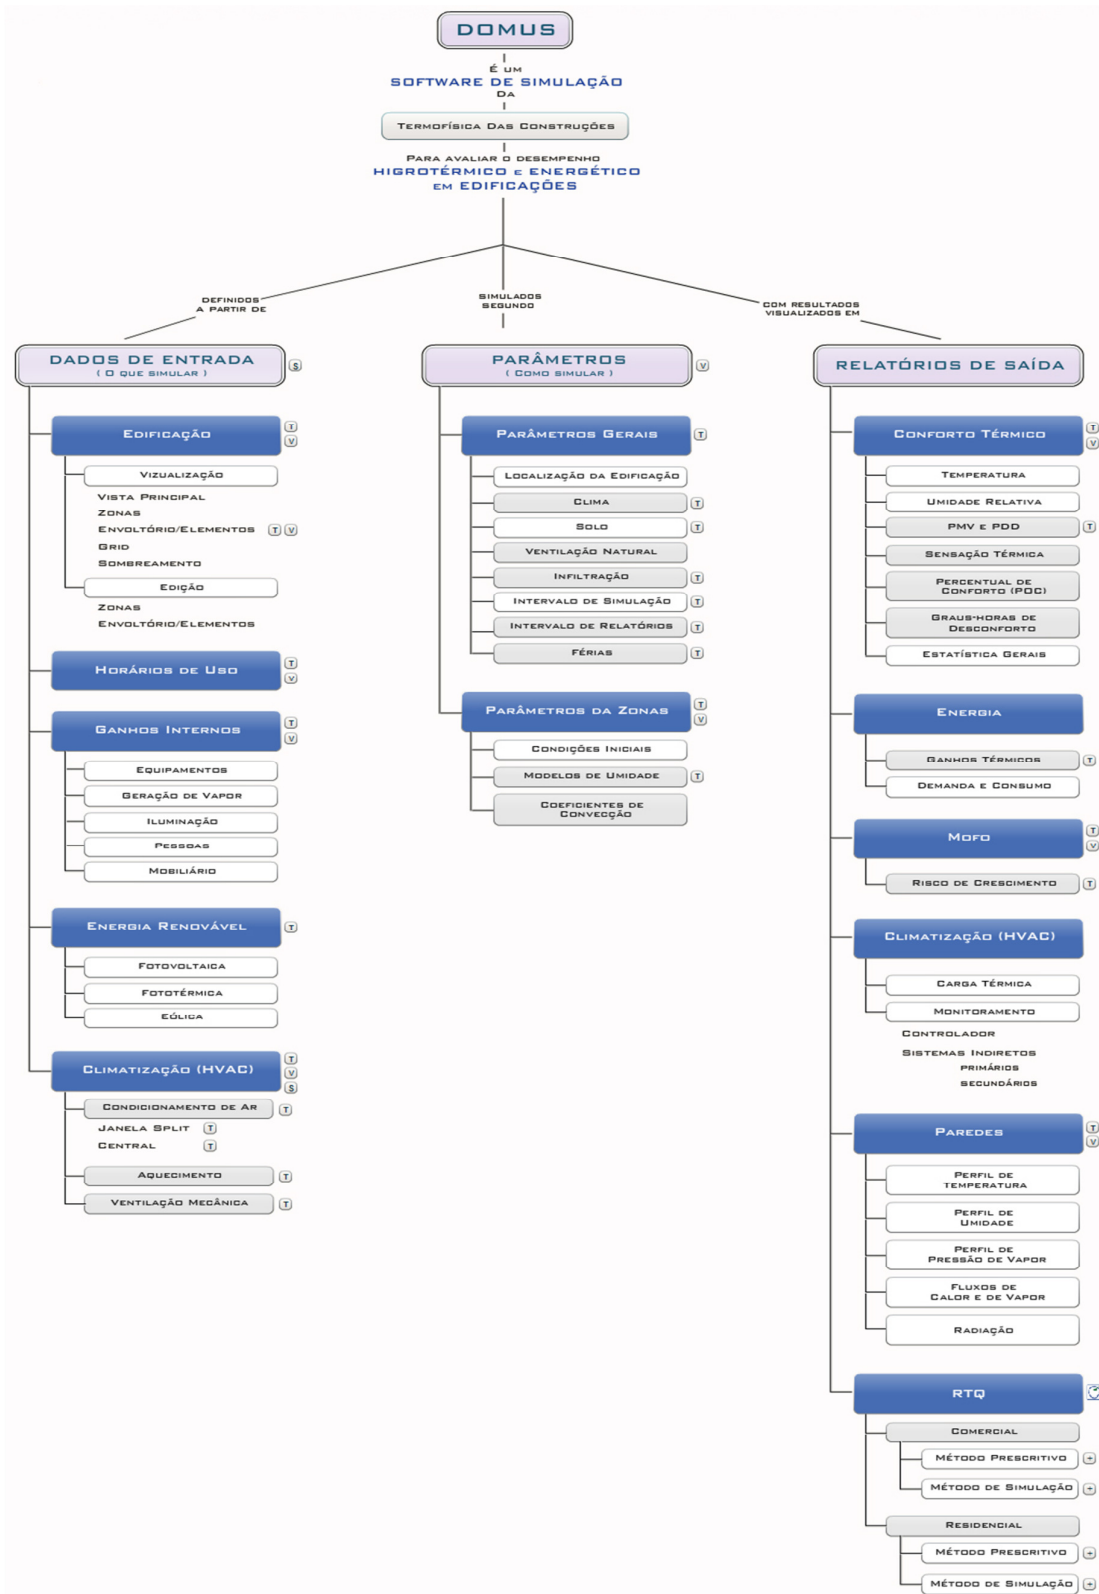 DOMUS
É UM
SOFTWARE DE SIMULAÇÃO
DA
TERMOFÍSICA DAS CONSTRUÇÕES
PARA AVALIAR O DESEMPENHO
HIGROTÉRMICO E ENERGÉTICO
EM EDIFICAÇÕES
DEFINIDOS
A PARTIR DE
DADOS DE ENTRADA
( O QUE SIMULAR )
S
EDIFICAÇÃO
T
V
VIZUALIZAÇÃO
VISTA PRINCIPAL
ZONAS
ENVOLTÓRIO/ELEMENTOS T V
GRID
SOMBREAMENTO
EDIÇÃO
ZONAS
ENVOLTÓRIO/ELEMENTOS
HORÁRIOS DE USO
T
V
GANHOS INTERNOS
T
V
EQUIPAMENTOS
GERAÇÃO DE VAPOR
ILUMINAÇÃO
PESSOAS
MOBILIÁRIO
ENERGIA RENOVÁVEL T
FOTOVOLTAICA
FOTOTÉRMICA
EÓLICA
CLIMATIZAÇÃO (HVAC)
T
V
S
CONDICIONAMENTO DE AR T
JANELA SPLIT T
CENTRAL T
AQUECIMENTO T
VENTILAÇÃO MECÂNICA T
SIMULADOS
SEGUNDO
PARÂMETROS
( COMO SIMULAR )
V
PARÂMETROS GERAIS T
LOCALIZAÇÃO DA EDIFICAÇÃO
CLIMA T
SOLO T
VENTILAÇÃO NATURAL
INFILTRAÇÃO T
INTERVALO DE SIMULAÇÃO T
INTERVALO DE RELATÓRIOS T
FÉRIAS T
PARÂMETROS DA ZONAS
T
V
CONDIÇÕES INICIAIS
MODELOS DE UMIDADE T
COEFICIENTES DE
CONVECÇÃO
COM RESULTADOS
VISUALIZADOS EM
RELATÓRIOS DE SAÍDA
CONFORTO TÉRMICO
T
V
TEMPERATURA
UMIDADE RELATIVA
PMV E PDD T
SENSAÇÃO TÉRMICA
PERCENTUAL DE
CONFORTO (POC)
GRAUS-HORAS DE
DESCONFORTO
ESTATÍSTICA GERAIS
ENERGIA
GANHOS TÉRMICOS T
DEMANDA E CONSUMO
MOFO
T
V
RISCO DE CRESCIMENTO T
CLIMATIZAÇÃO (HVAC)
CARGA TÉRMICA
MONITORAMENTO
CONTROLADOR
SISTEMAS INDIRETOS
PRIMÁRIOS
SECUNDÁRIOS
PAREDES
T
V
PERFIL DE
TEMPERATURA
PERFIL DE
UMIDADE
PERFIL DE
PRESSÃO DE VAPOR
FLUXOS DE
CALOR E DE VAPOR
RADIAÇÃO
RTQ
COMERCIAL
MÉTODO PRESCRITIVO +
MÉTODO DE SIMULAÇÃO +
RESIDENCIAL
MÉTODO PRESCRITIVO +
MÉTODO DE SIMULAÇÃO +